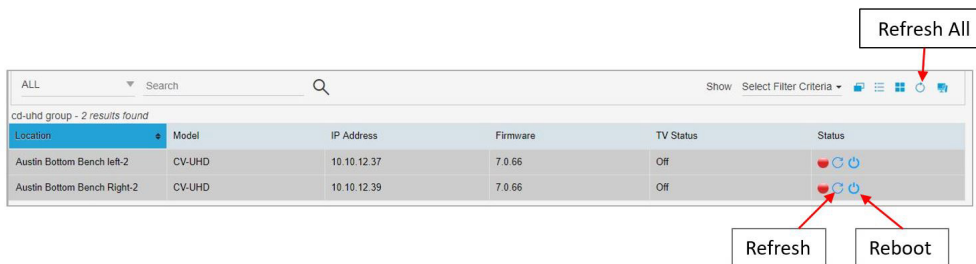 Refresh All
ALL Search Show Select Filter Criteria
cd-uhd group - 2 results found
Location Model IP Address Firmware TV Status Status
Austin Bottom Bench left-2 CV-UHD 10.10.12.37 7.0.66 Off
Austin Bottom Bench Right-2 CV-UHD 10.10.12.39 7.0.66 Off
Refresh Reboot